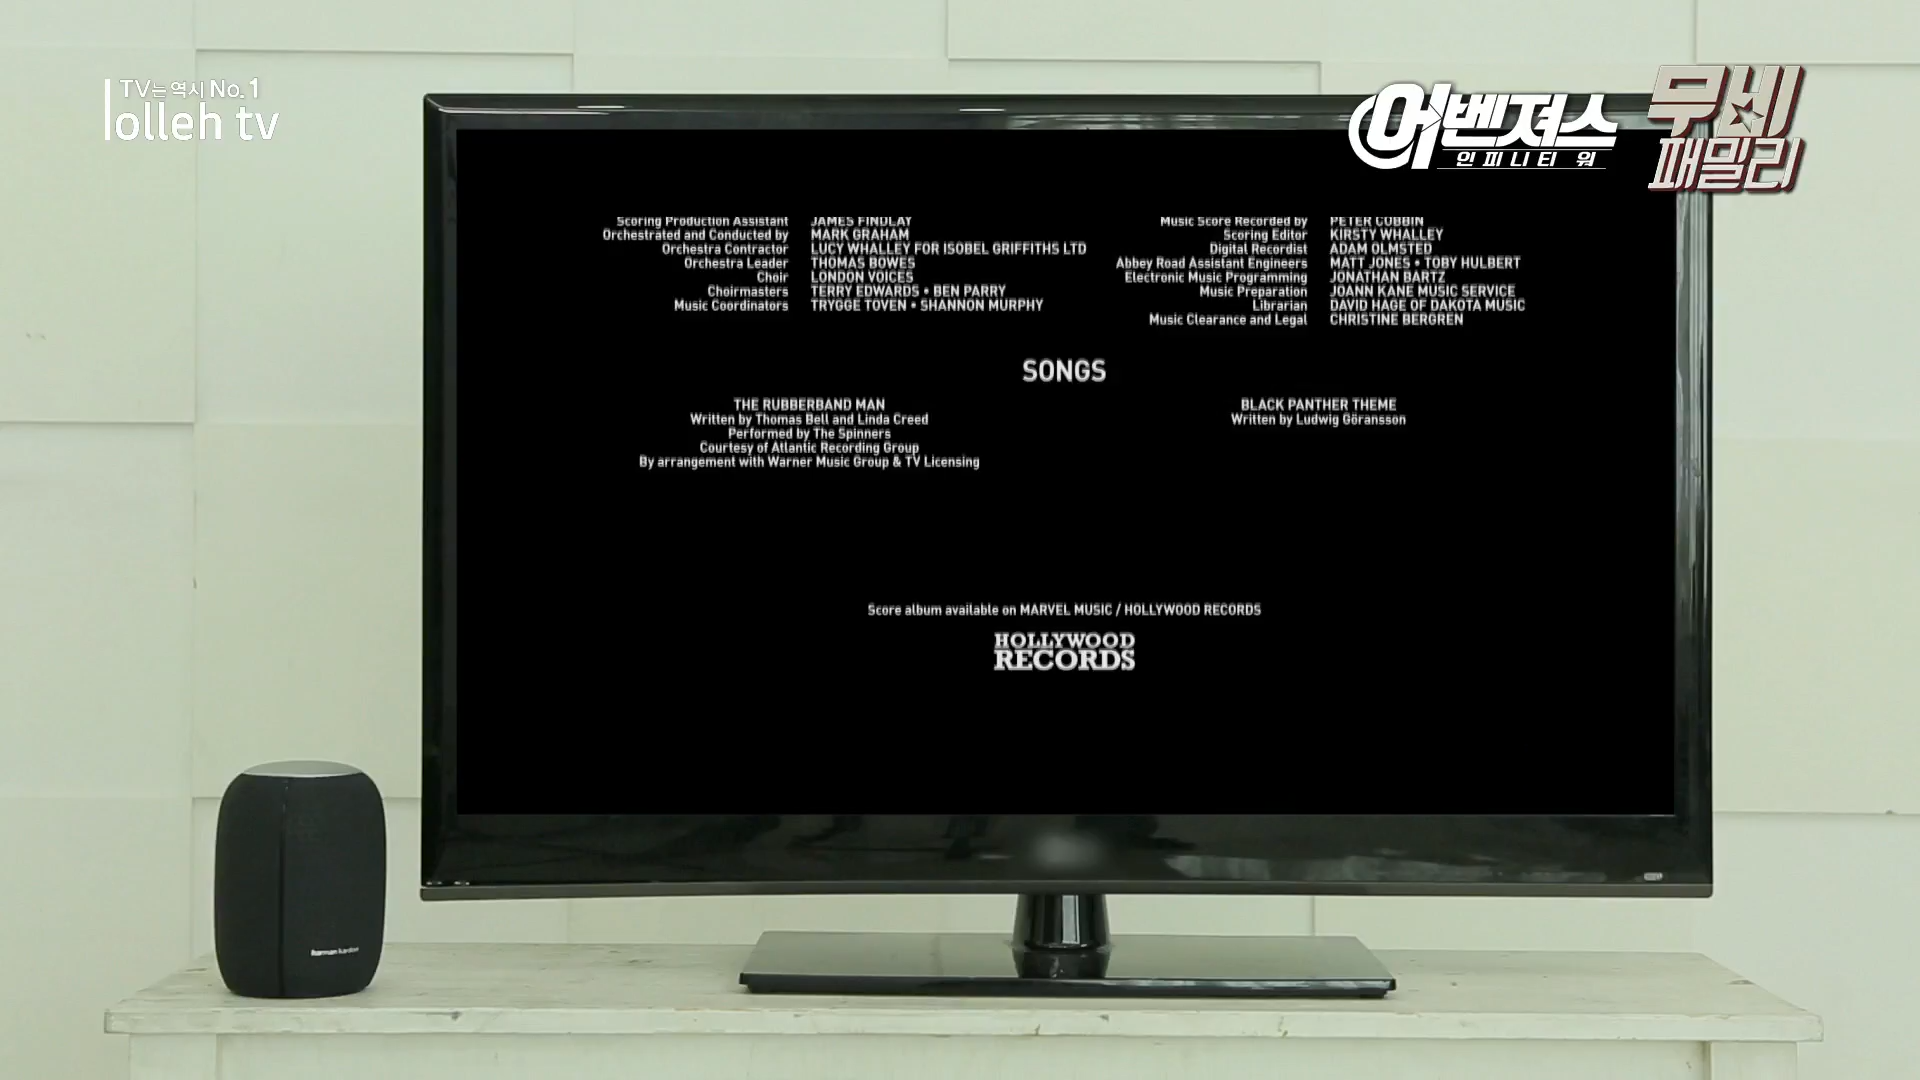 TV는 역시 No.1
olleh tv
어벤져스
인피니티 워
무비
패밀리
Scoring Production Assistant JAMES FINDLAY
Orchestrated and Conducted by MARK GRAHAM
Orchestra Contractor LUCY WHALLEY FOR ISOBEL GRIFFITHS LTD
Orchestra Leader THOMAS BOWES
Choir LONDON VOICES
Choirmasters TERRY EDWARDS • BEN PARRY
Music Coordinators TRYGGE TOVEN • SHANNON MURPHY
Music Score Recorded by PETER COBBIN
Scoring Editor KIRSTY WHALLEY
Digital Recordist ADAM OLMSTED
Abbey Road Assistant Engineers MATT JONES • TOBY HULBERT
Electronic Music Programming JONATHAN BARTZ
Music Preparation JOANN KANE MUSIC SERVICE
Librarian DAVID HAGE OF DAKOTA MUSIC
Music Clearance and Legal CHRISTINE BERGREN
SONGS
THE RUBBERBAND MAN
Written by Thomas Bell and Linda Creed
Performed by The Spinners
Courtesy of Atlantic Recording Group
By arrangement with Warner Music Group & TV Licensing
BLACK PANTHER THEME
Written by Ludwig Göransson
Score album available on MARVEL MUSIC / HOLLYWOOD RECORDS
HOLLYWOOD
RECORDS
harman kardon